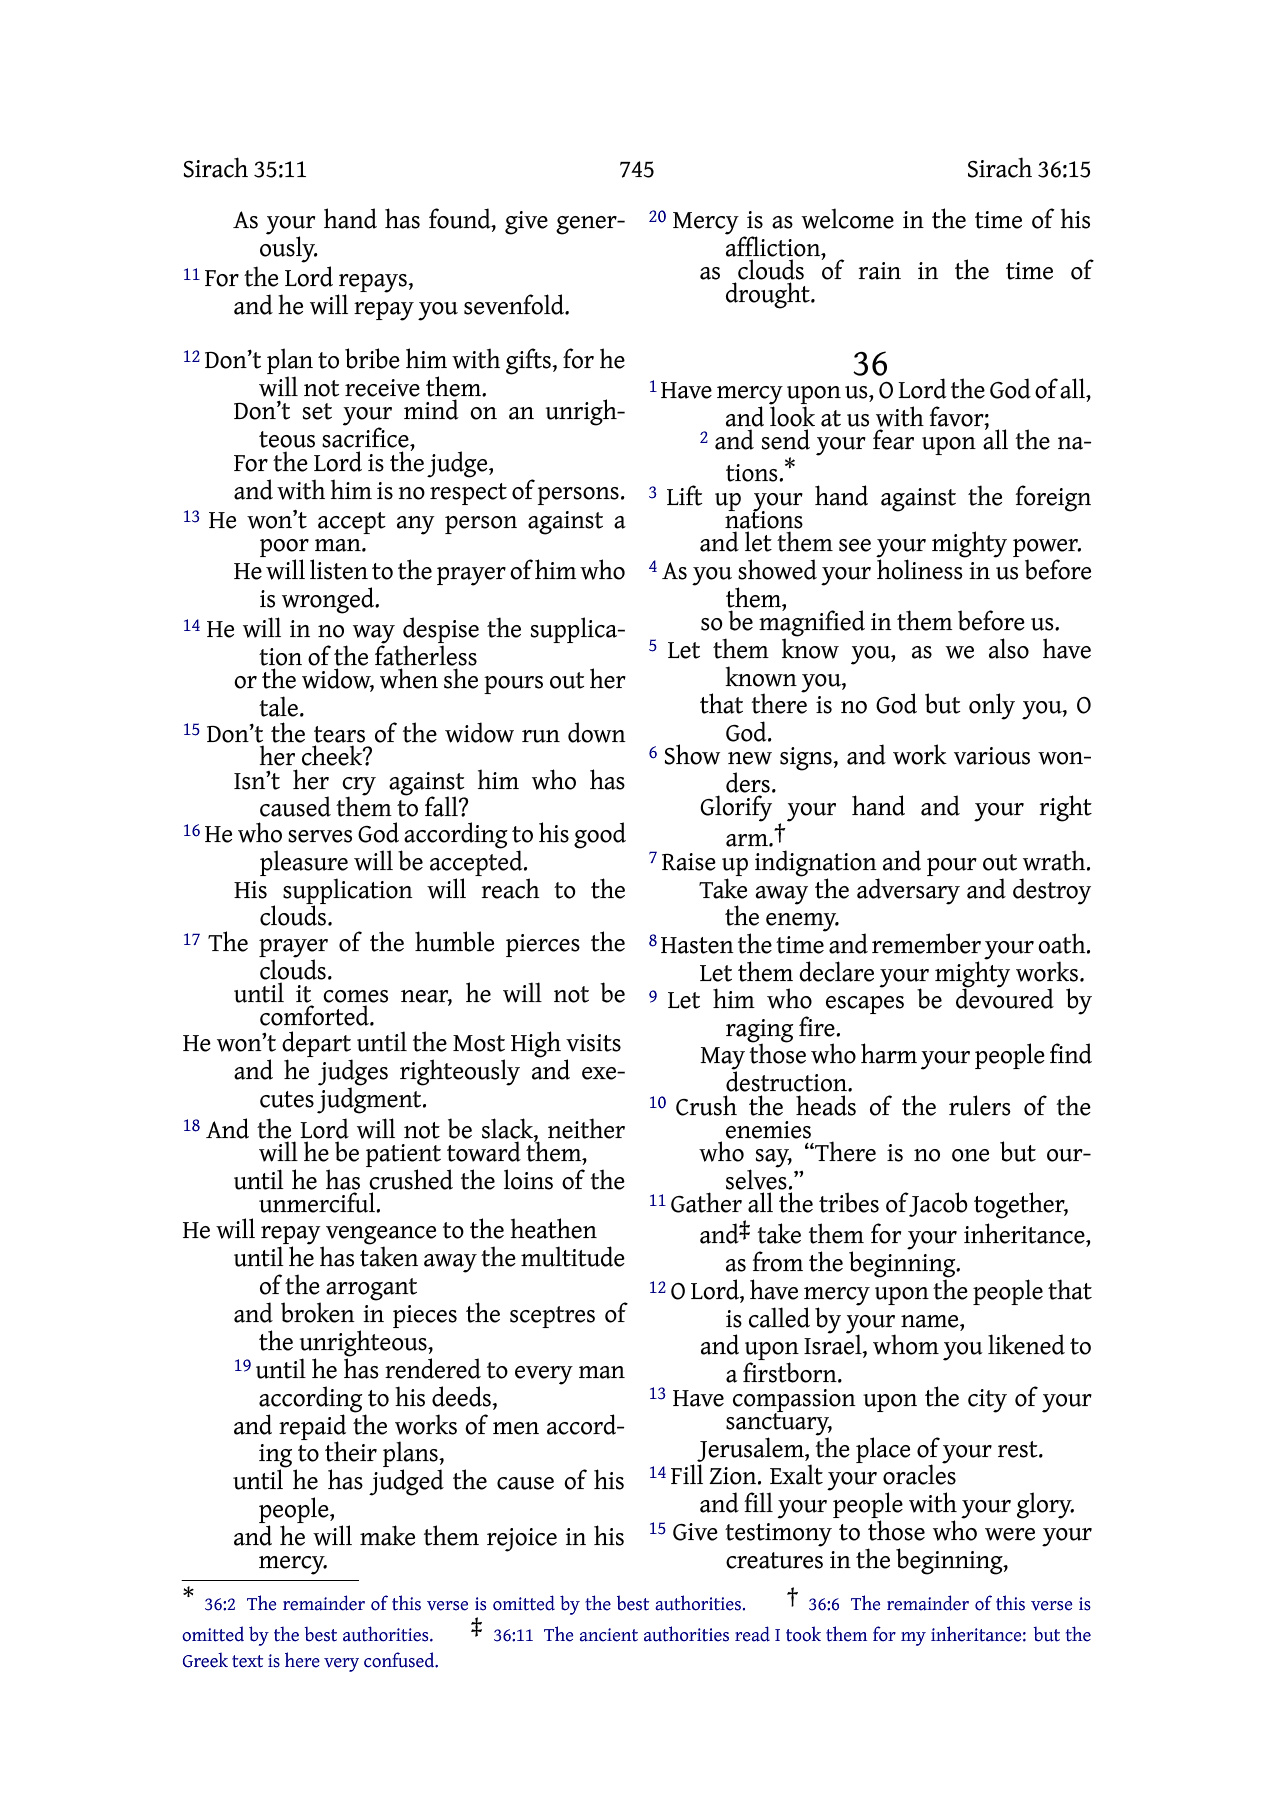 Sirach 35:11
745
Sirach 36:15
As your hand has found, give gener-
ously.
11 For the Lord repays,
and he will repay you sevenfold.
12 Don’t plan to bribe him with gifts, for he
will not receive them.
Don’t set your mind on an unrigh-
teous sacrifice,
For the Lord is the judge,
and with him is no respect of persons.
13 He won’t accept any person against a
poor man.
He will listen to the prayer of him who
is wronged.
14 He will in no way despise the supplica-
tion of the fatherless
or the widow, when she pours out her
tale.
15 Don’t the tears of the widow run down
her cheek?
Isn’t her cry against him who has
caused them to fall?
16 He who serves God according to his good
pleasure will be accepted.
His supplication will reach to the
clouds.
17 The prayer of the humble pierces the
clouds.
until it comes near, he will not be
comforted.
He won’t depart until the Most High visits
and he judges righteously and exe-
cutes judgment.
18 And the Lord will not be slack, neither
will he be patient toward them,
until he has crushed the loins of the
unmerciful.
He will repay vengeance to the heathen
until he has taken away the multitude
of the arrogant
and broken in pieces the sceptres of
the unrighteous,
19 until he has rendered to every man
according to his deeds,
and repaid the works of men accord-
ing to their plans,
until he has judged the cause of his
people,
and he will make them rejoice in his
mercy.
20 Mercy is as welcome in the time of his
affliction,
as clouds of rain in the time of
drought.
36
1 Have mercy upon us, O Lord the God of all,
and look at us with favor;
2 and send your fear upon all the na-
tions.*
3 Lift up your hand against the foreign
nations
and let them see your mighty power.
4 As you showed your holiness in us before
them,
so be magnified in them before us.
5 Let them know you, as we also have
known you,
that there is no God but only you, O
God.
6 Show new signs, and work various won-
ders.
Glorify your hand and your right
arm.†
7 Raise up indignation and pour out wrath.
Take away the adversary and destroy
the enemy.
8 Hasten the time and remember your oath.
Let them declare your mighty works.
9 Let him who escapes be devoured by
raging fire.
May those who harm your people find
destruction.
10 Crush the heads of the rulers of the
enemies
who say, “There is no one but our-
selves.”
11 Gather all the tribes of Jacob together,
and‡ take them for your inheritance,
as from the beginning.
12 O Lord, have mercy upon the people that
is called by your name,
and upon Israel, whom you likened to
a firstborn.
13 Have compassion upon the city of your
sanctuary,
Jerusalem, the place of your rest.
14 Fill Zion. Exalt your oracles
and fill your people with your glory.
15 Give testimony to those who were your
creatures in the beginning,
* 36:2 The remainder of this verse is omitted by the best authorities. † 36:6 The remainder of this verse is
omitted by the best authorities. ‡ 36:11 The ancient authorities read I took them for my inheritance: but the
Greek text is here very confused.